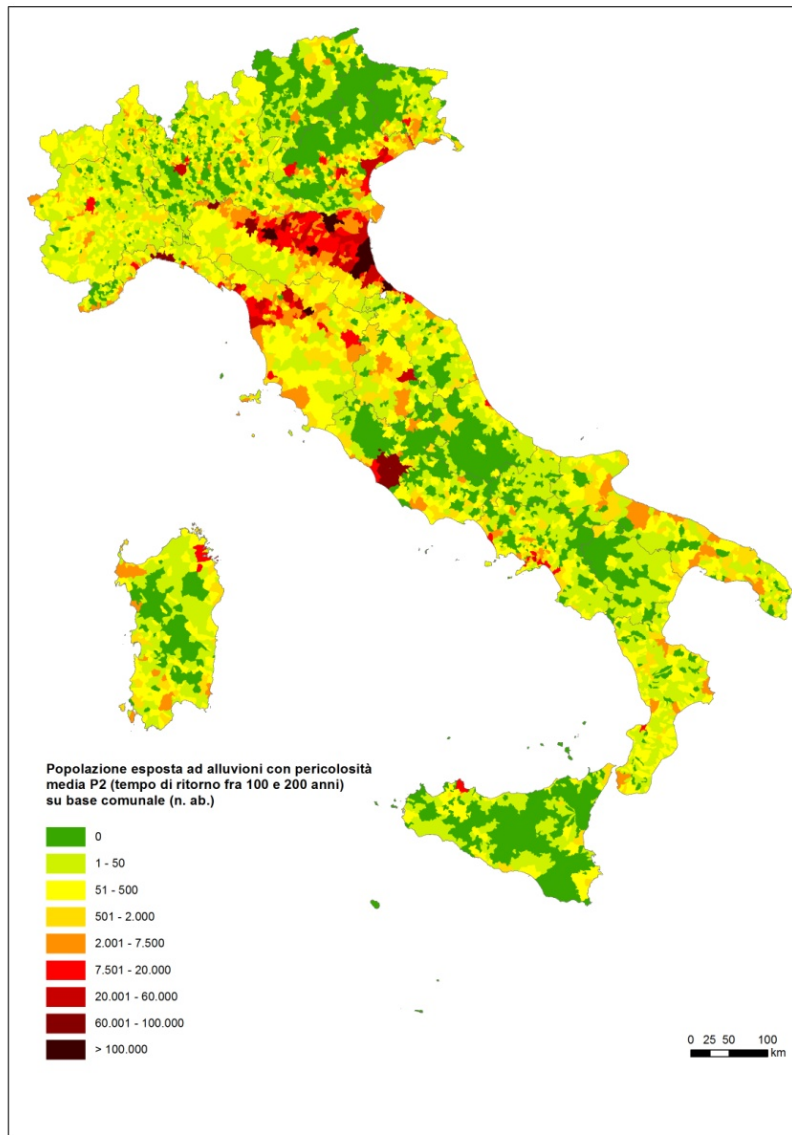 Popolazione esposta ad alluvioni con pericolosità
media P2 (tempo di ritorno fra 100 e 200 anni)
su base comunale (n. ab.)
0
1 - 50
51 - 500
501 - 2.000
2.001 - 7.500
7.501 - 20.000
20.001 - 60.000
60.001 - 100.000
> 100.000
0 25 50 100
km